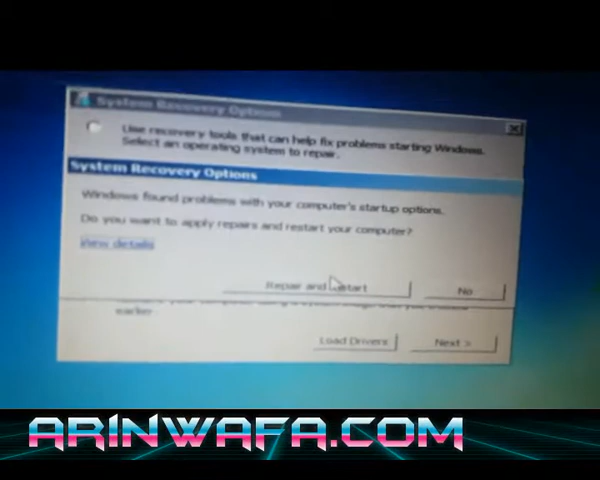 System Recovery Options
Use recovery tools that can help fix problems starting Windows.
Select an operating system to repair.
System Recovery Options
Windows found problems with your computer's startup options.
Do you want to apply repairs and restart your computer?
View details
Repair and Restart
No
earlier
Load Drivers
Next >
ARINWAFA.COM